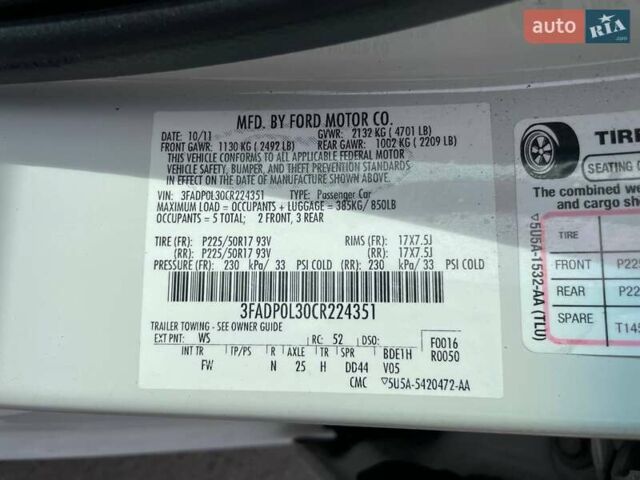 AUTO RIA .com
MFD. BY FORD MOTOR CO.
DATE: 10/11 GVWR: 2132 KG ( 4701 LB)
FRONT GAWR: 1130 KG ( 2492 LB) REAR GAWR: 1002 KG ( 2209 LB)
THIS VEHICLE CONFORMS TO ALL APPLICABLE FEDERAL MOTOR
VEHICLE SAFETY, BUMPER, AND THEFT PREVENTION STANDARDS
IN EFFECT ON THE DATE OF MANUFACTURE SHOWN ABOVE.
VIN: 3FADP0L30CR224351 TYPE: Passenger Car
MAXIMUM LOAD = OCCUPANTS + LUGGAGE = 385KG/ 850LB
OCCUPANTS = 5 TOTAL; 2 FRONT, 3 REAR
TIRE (FR): P225/50R17 93V RIMS (FR): 17X7.5J
(RR): P225/50R17 93V (RR): 17X7.5J
PRESSURE (FR): 230 kPa/ 33 PSI COLD (RR) 230 kPa/ 33 PSI COLD
3FADP0L30CR224351
TRAILER TOWING - SEE OWNER GUIDE
EXT PNT: WS RC: 52 DSO: F0016
INT TR TP/PS R AXLE TR SPR BDE1H R0050
FW N 25 H DD44 V05
CMC ▽5U5A-5420472-AA
▽5U5A-1532-AA (TLU)
TIRE
SEATING
The combined
and cargo
TIRE
FRONT P225
REAR
SPARE